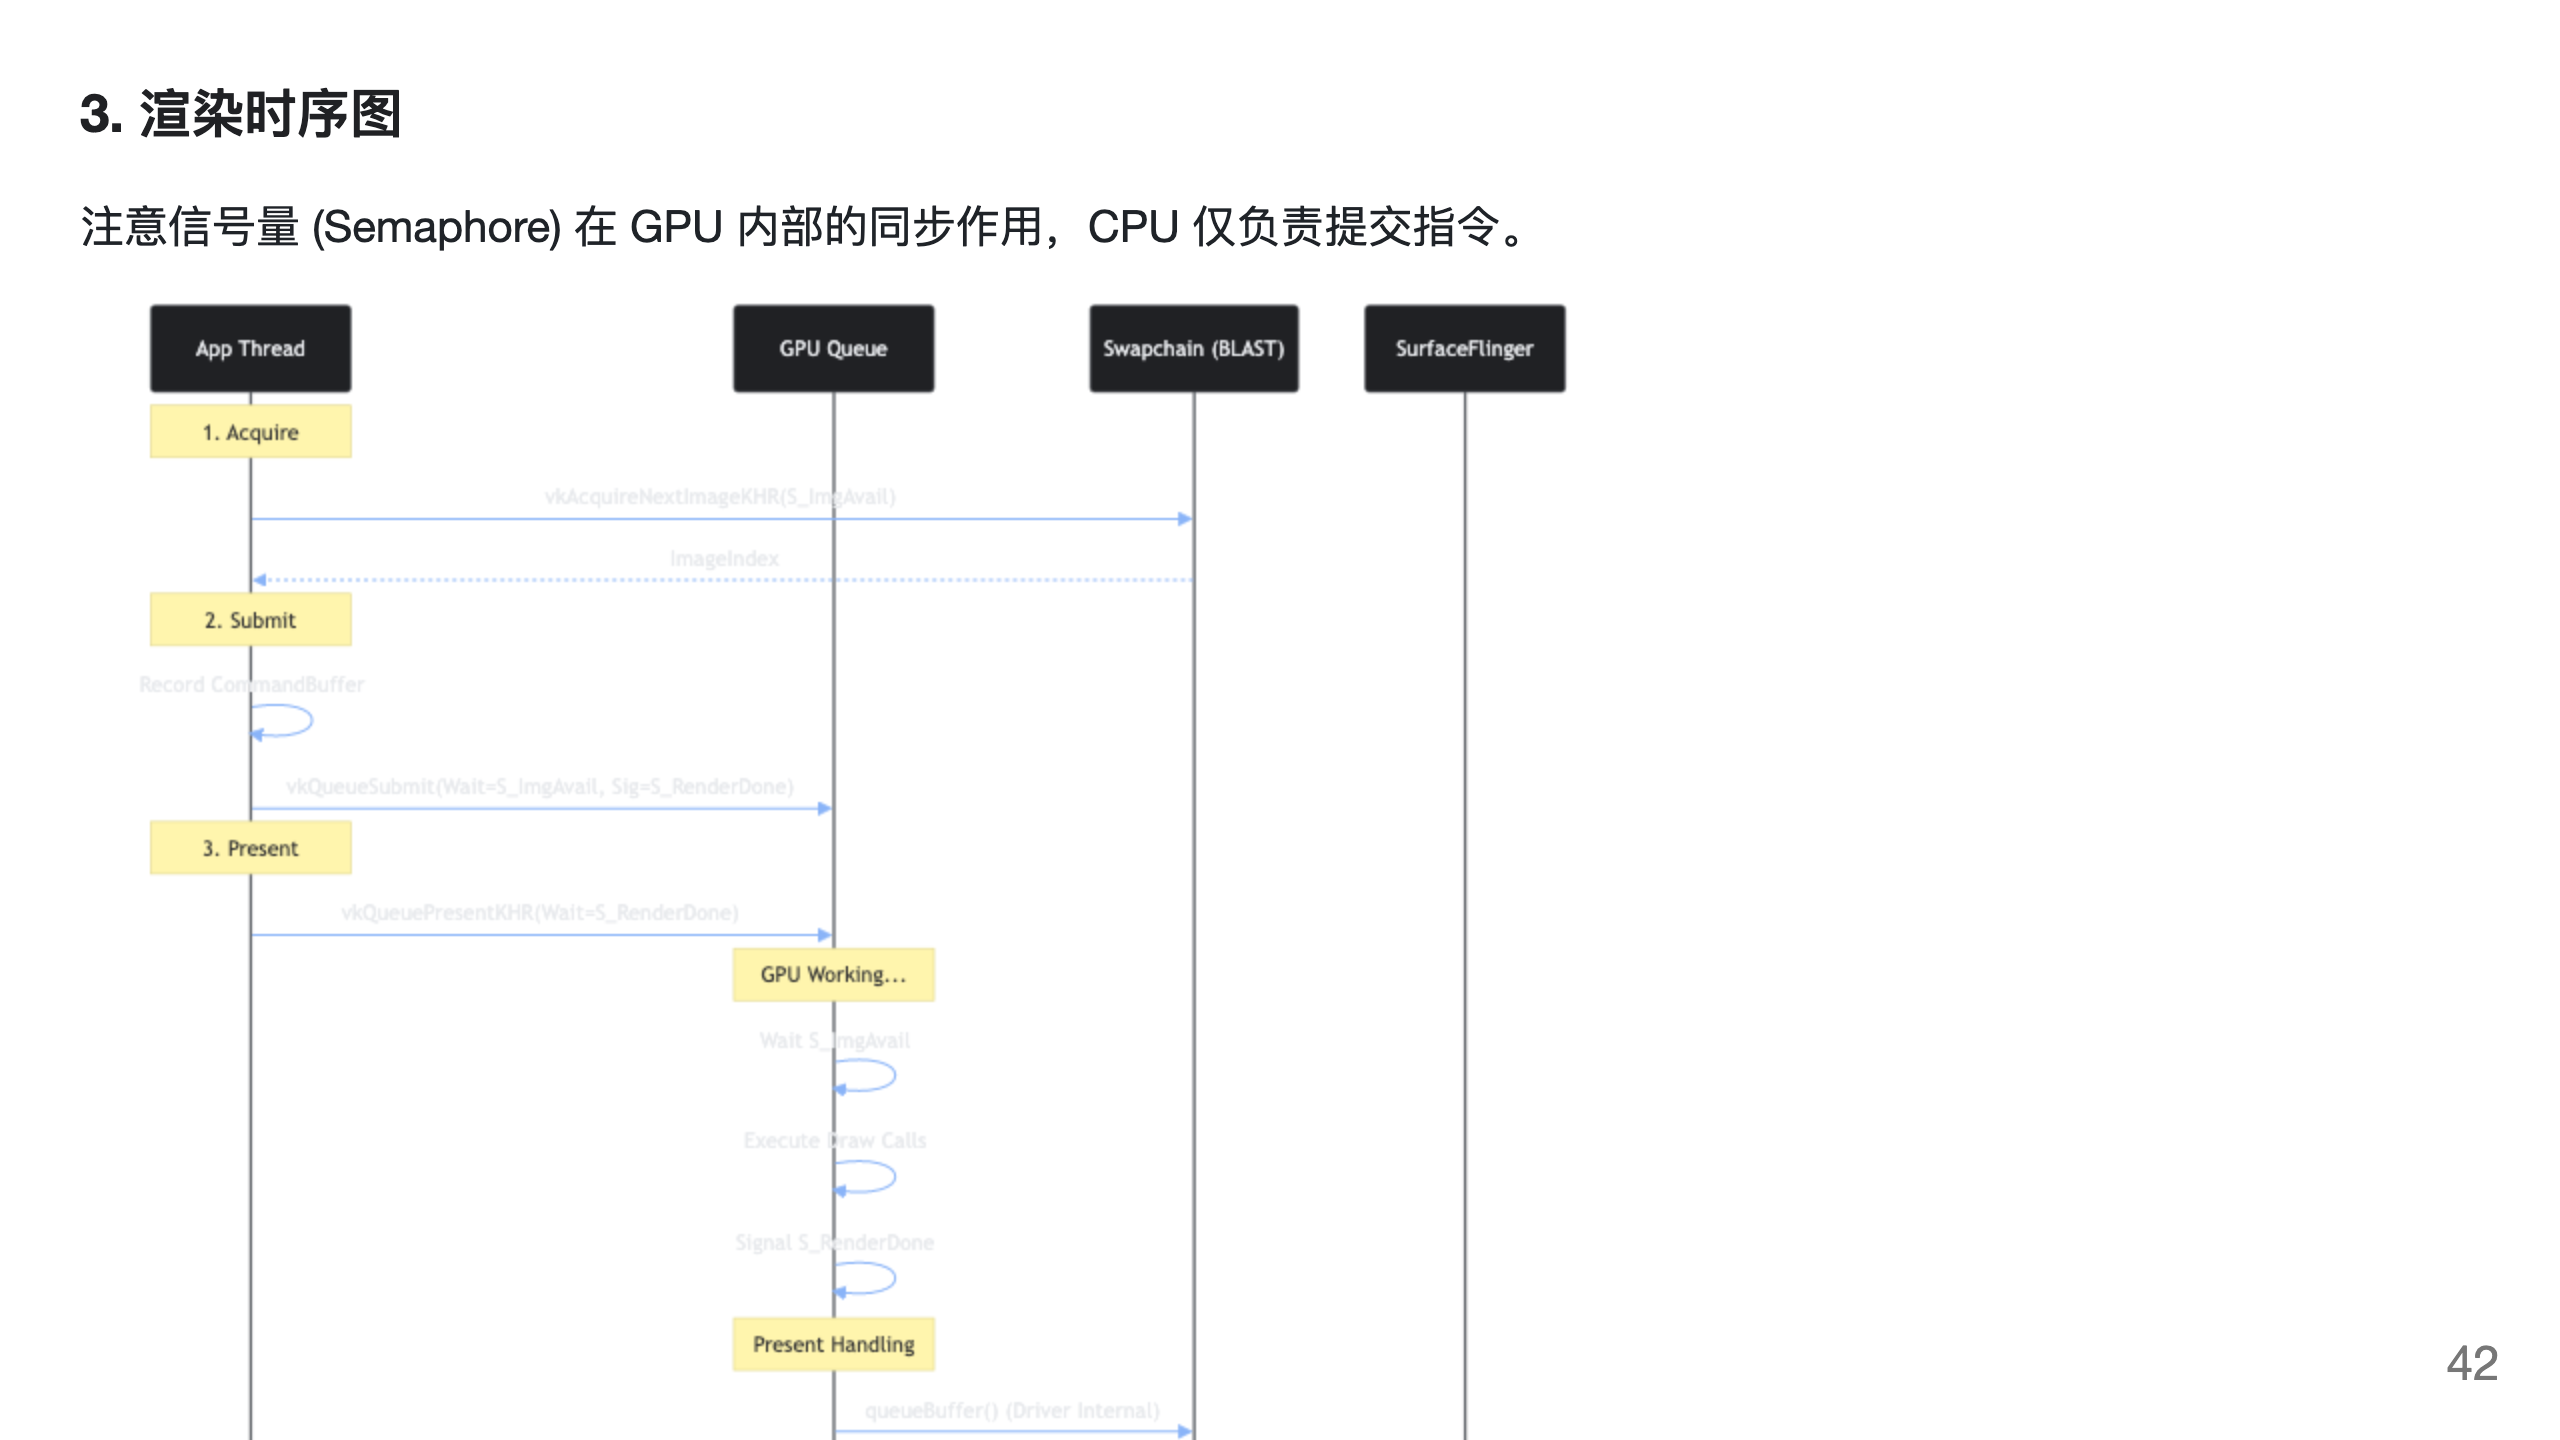 3. 渲染时序图
注意信号量 (Semaphore) 在 GPU 内部的同步作用，CPU 仅负责提交指令。
App Thread
GPU Queue
Swapchain (BLAST)
SurfaceFlinger
1. Acquire
vkAcquireNextImageKHR(S_ImgAvail)
ImageIndex
2. Submit
Record CommandBuffer
vkQueueSubmit(Wait=S_ImgAvail, Sig=S_RenderDone)
3. Present
vkQueuePresentKHR(Wait=S_RenderDone)
GPU Working...
Wait S_ImgAvail
Execute Draw Calls
Signal S_RenderDone
Present Handling
queueBuffer() (Driver Internal)
42